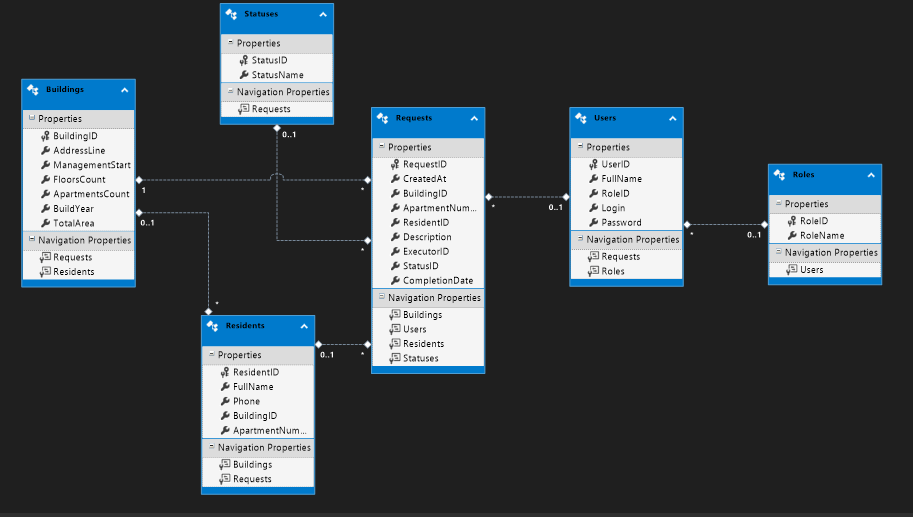 Statuses
Properties
StatusID
StatusName
Navigation Properties
Requests
0..1
Buildings
Properties
BuildingID
AddressLine
ManagementStart
FloorsCount
ApartmentsCount
BuildYear
TotalArea
Navigation Properties
Requests
Residents
1
*
0..1
*
*
Requests
Properties
RequestID
CreatedAt
BuildingID
ApartmentNum...
ResidentID
Description
ExecutorID
StatusID
CompletionDate
Navigation Properties
Buildings
Users
Residents
Statuses
*
0..1
Users
Properties
UserID
FullName
RoleID
Login
Password
Navigation Properties
Requests
Roles
*
0..1
Roles
Properties
RoleID
RoleName
Navigation Properties
Users
Residents
Properties
ResidentID
FullName
Phone
BuildingID
ApartmentNum...
Navigation Properties
Buildings
Requests
0..1
*